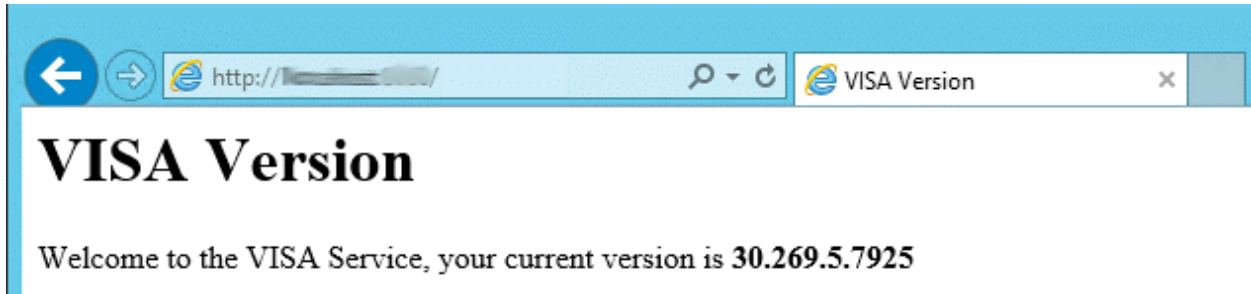 http:// /
VISA Version
VISA Version
Welcome to the VISA Service, your current version is 30.269.5.7925